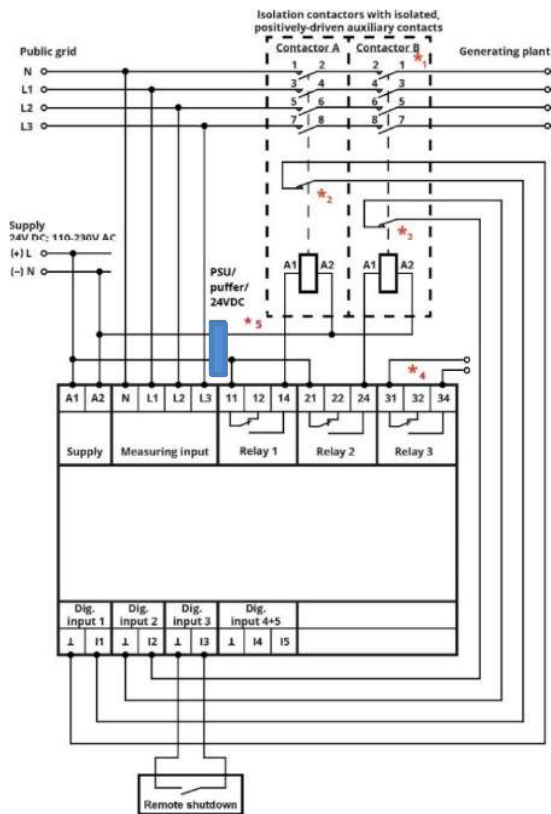 Isolation contactors with isolated,
positively-driven auxiliary contacts
Public grid
Contactor A
Contactor B
*1
Generating plant
N
1 2
2 1
L1
3 4
4 3
L2
5 6
6 5
L3
7 8
8 7
*2
*2
Supply
24V DC; 110-230V AC
(+) L
(−) N
PSU/
puffer/
24VDC
A1 A2
A1 A2
*5
*4
A1 A2 N L1 L2 L3 11 12 14 21 22 24 31 32 34
Supply
Measuring input
Relay 1
Relay 2
Relay 3
Dig.
input 1
Dig.
input 2
Dig.
input 3
Dig.
input 4+5
⊥ I1 ⊥ I2 ⊥ I3 ⊥ I4 I5
Remote shutdown